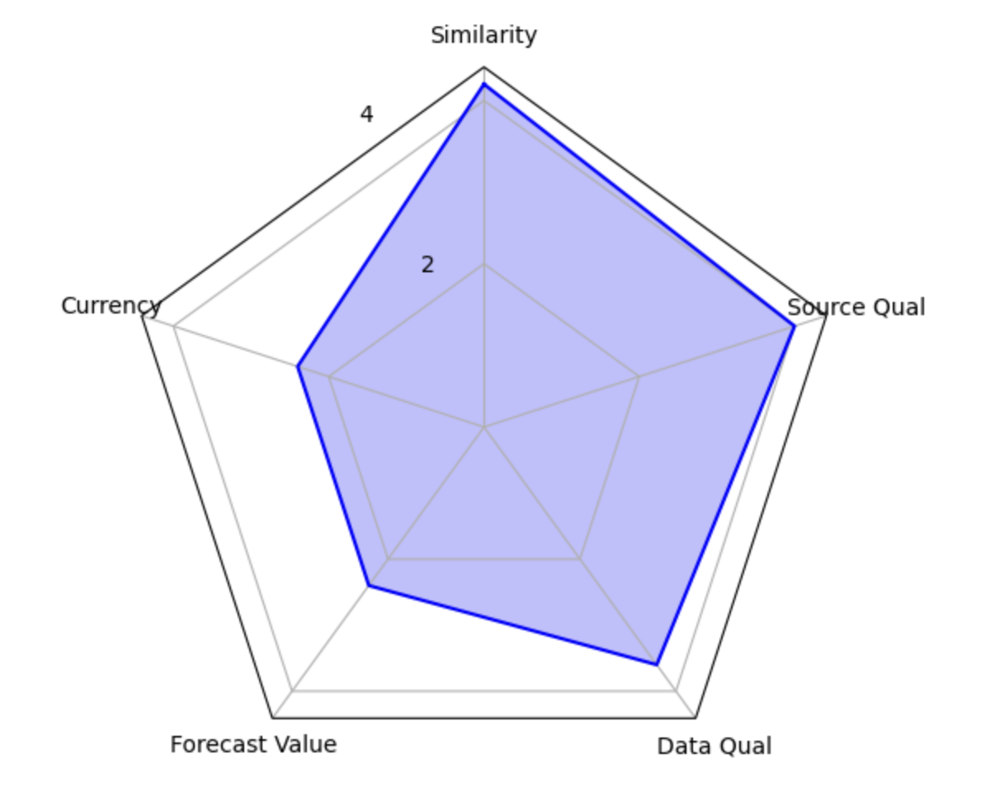 Similarity
4
2
Currency
Source Qual
Forecast Value
Data Qual